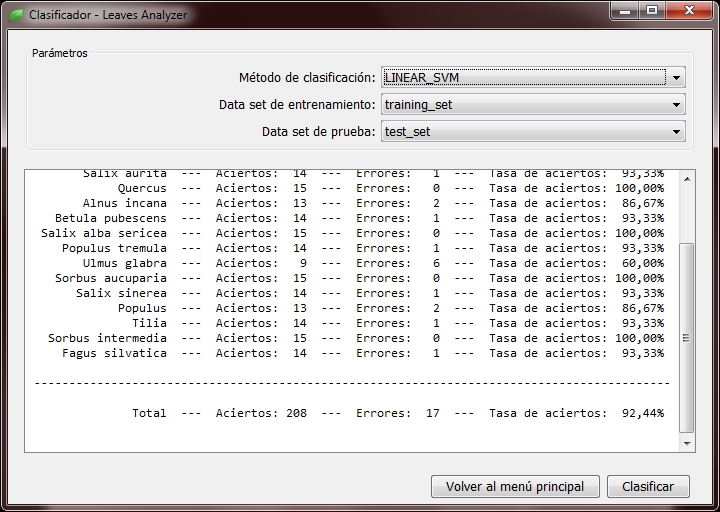 Clasificador - Leaves Analyzer
Parámetros
Método de clasificación: LINEAR_SVM
Data set de entrenamiento: training_set
Data set de prueba: test_set
Salix aurita --- Aciertos: 14 --- Errores: 1 --- Tasa de aciertos: 93,33%
Quercus --- Aciertos: 15 --- Errores: 0 --- Tasa de aciertos: 100,00%
Alnus incana --- Aciertos: 13 --- Errores: 2 --- Tasa de aciertos: 86,67%
Betula pubescens --- Aciertos: 14 --- Errores: 1 --- Tasa de aciertos: 93,33%
Salix alba sericea --- Aciertos: 15 --- Errores: 0 --- Tasa de aciertos: 100,00%
Populus tremula --- Aciertos: 14 --- Errores: 1 --- Tasa de aciertos: 93,33%
Ulmus glabra --- Aciertos: 9 --- Errores: 6 --- Tasa de aciertos: 60,00%
Sorbus aucuparia --- Aciertos: 15 --- Errores: 0 --- Tasa de aciertos: 100,00%
Salix sinerea --- Aciertos: 14 --- Errores: 1 --- Tasa de aciertos: 93,33%
Populus --- Aciertos: 13 --- Errores: 2 --- Tasa de aciertos: 86,67%
Tilia --- Aciertos: 14 --- Errores: 1 --- Tasa de aciertos: 93,33%
Sorbus intermedia --- Aciertos: 15 --- Errores: 0 --- Tasa de aciertos: 100,00%
Fagus silvatica --- Aciertos: 14 --- Errores: 1 --- Tasa de aciertos: 93,33%
Total --- Aciertos: 208 --- Errores: 17 --- Tasa de aciertos: 92,44%
Volver al menú principal Clasificar